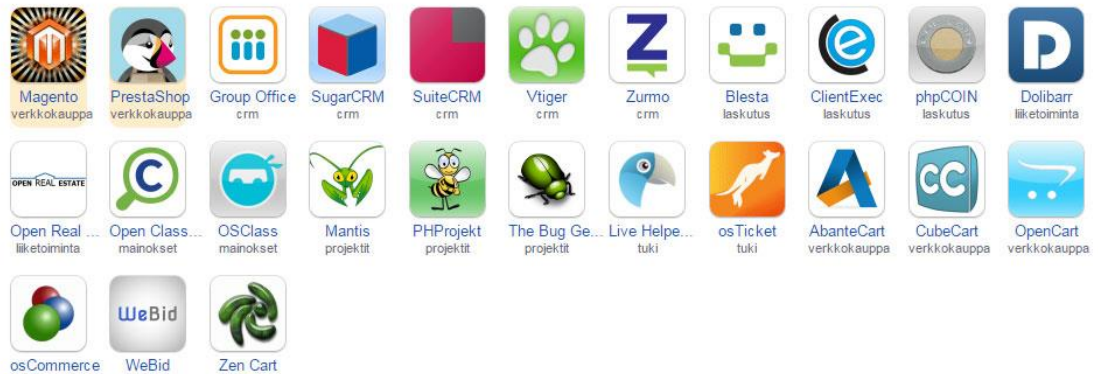 Magento PrestaShop Group Office SugarCRM SuiteCRM Vtiger Zurmo Blesta ClientExec phpCOIN Dolibarr
verkkokauppa verkkokauppa crm crm crm crm crm laskutus laskutus laskutus liiketoiminta
OPEN REAL ESTATE
Open Real ... Open Class... OSClass Mantis PHProjekt The Bug Ge... Live Helpe... osTicket AbanteCart CubeCart OpenCart
liiketoiminta mainokset mainokset projektit projektit projektit tuki tuki verkkokauppa verkkokauppa verkkokauppa
WeBid
osCommerce WeBid Zen Cart